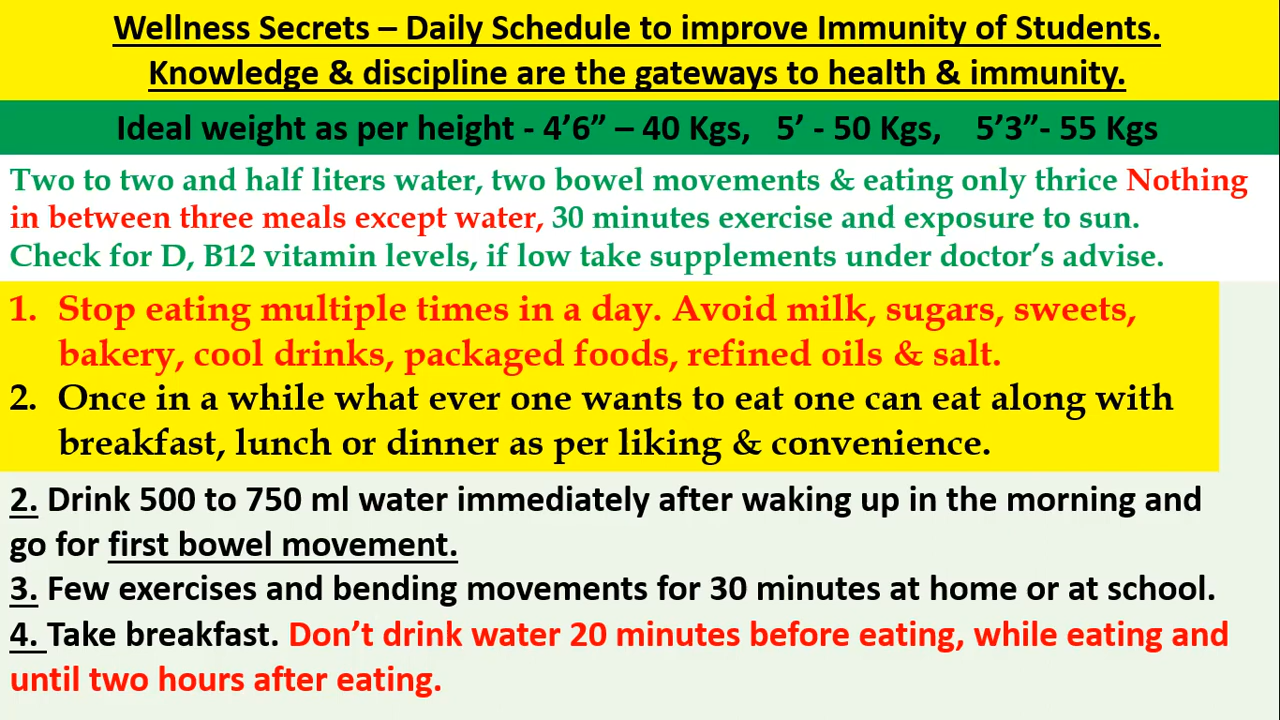 Wellness Secrets – Daily Schedule to improve Immunity of Students.
Knowledge & discipline are the gateways to health & immunity.
Ideal weight as per height - 4’6” – 40 Kgs, 5’ - 50 Kgs, 5’3”- 55 Kgs
Two to two and half liters water, two bowel movements & eating only thrice Nothing
in between three meals except water, 30 minutes exercise and exposure to sun.
Check for D, B12 vitamin levels, if low take supplements under doctor’s advise.
1. Stop eating multiple times in a day. Avoid milk, sugars, sweets,
bakery, cool drinks, packaged foods, refined oils & salt.
2. Once in a while what ever one wants to eat one can eat along with
breakfast, lunch or dinner as per liking & convenience.
2. Drink 500 to 750 ml water immediately after waking up in the morning and
go for first bowel movement.
3. Few exercises and bending movements for 30 minutes at home or at school.
4. Take breakfast. Don’t drink water 20 minutes before eating, while eating and
until two hours after eating.